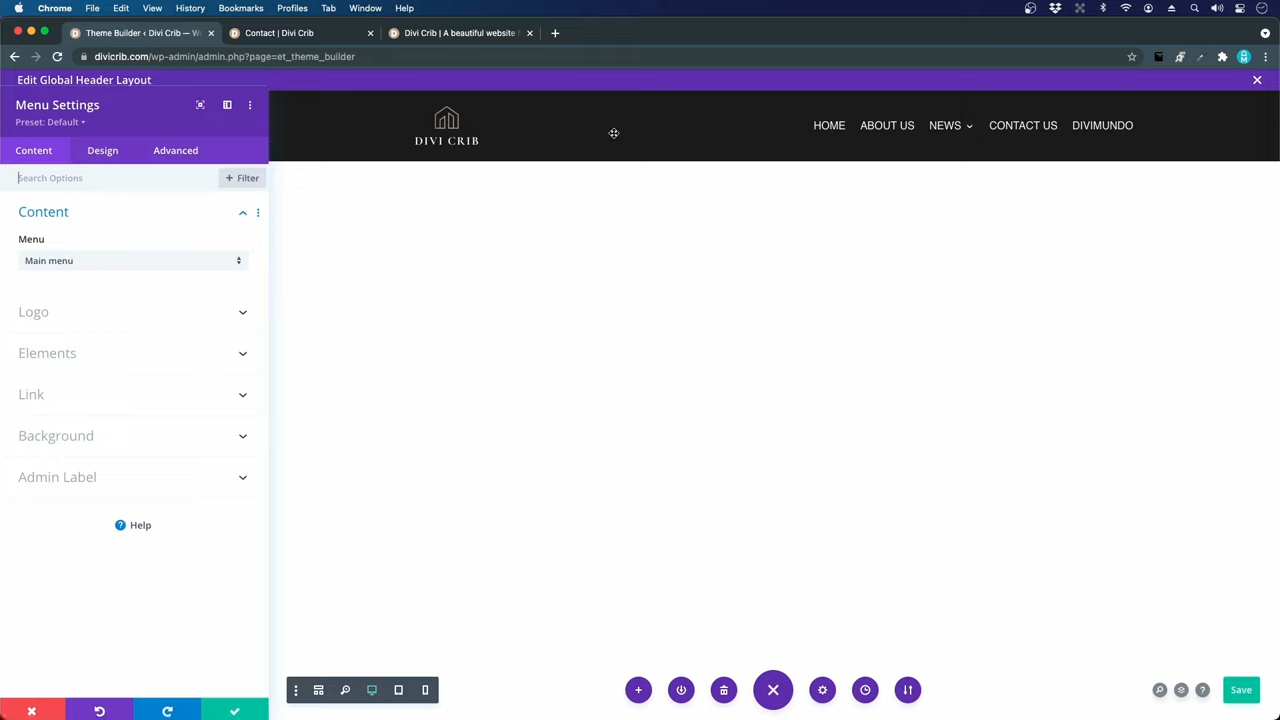 Chrome File Edit View History Bookmarks Profiles Tab Window Help
Theme Builder ‹ Divi Crib — W
Contact | Divi Crib
Divi Crib | A beautiful website f
divicrib.com/wp-admin/admin.php?page=et_theme_builder
Edit Global Header Layout
Menu Settings
Preset: Default
Content Design Advanced
Search Options
+ Filter
Content
Menu
Main menu
Logo
Elements
Link
Background
Admin Label
Help
DIVI CRIB
HOME ABOUT US NEWS CONTACT US DIVIMUNDO
Save